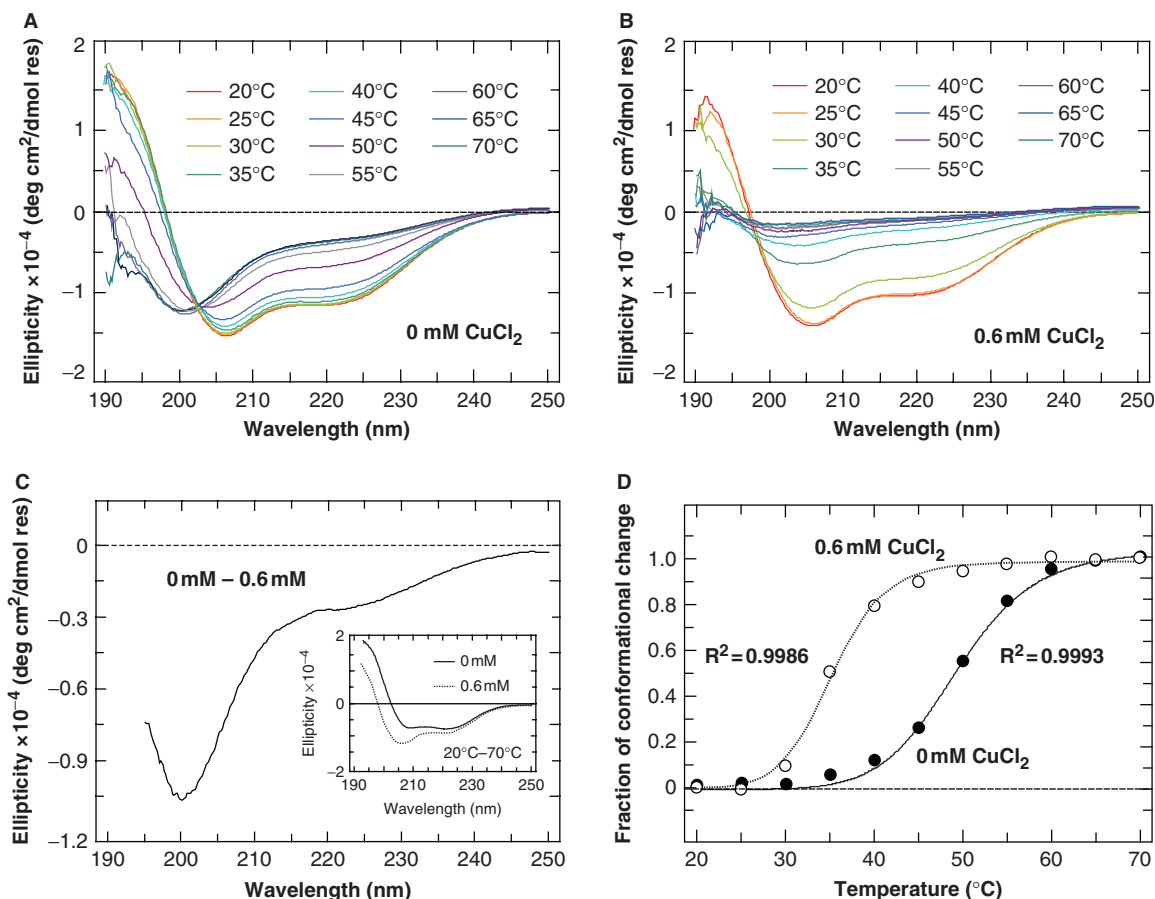 A
Ellipticity ×10−4 (deg cm2/dmol res)
2
1
0
−1
−2
20°C
25°C
30°C
35°C
40°C
45°C
50°C
55°C
60°C
65°C
70°C
0 mM CuCl2
190
200
210
220
230
240
250
Wavelength (nm)
B
Ellipticity ×10−4 (deg cm2/dmol res)
2
1
0
−1
−2
20°C
25°C
30°C
35°C
40°C
45°C
50°C
55°C
60°C
65°C
70°C
0.6 mM CuCl2
190
200
210
220
230
240
250
Wavelength (nm)
C
Ellipticity ×10−4 (deg cm2/dmol res)
0
−0.3
−0.6
−0.9
−1.2
0 mM – 0.6 mM
Ellipticity ×10−4
2
0
−2
0 mM
0.6 mM
20°C–70°C
190
210
230
250
Wavelength (nm)
190
200
210
220
230
240
250
Wavelength (nm)
D
Fraction of conformational change
1.0
0.8
0.6
0.4
0.2
0
0.6 mM CuCl2
R2=0.9986
R2=0.9993
0 mM CuCl2
20
30
40
50
60
70
Temperature (°C)